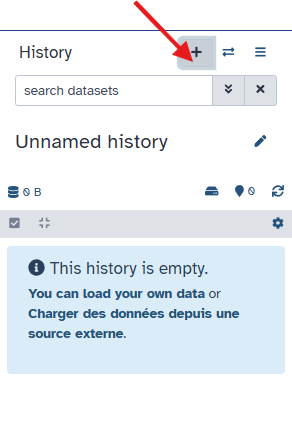 History
search datasets
Unnamed history
0 B
0
This history is empty.
You can load your own data or
Charger des données depuis une
source externe.